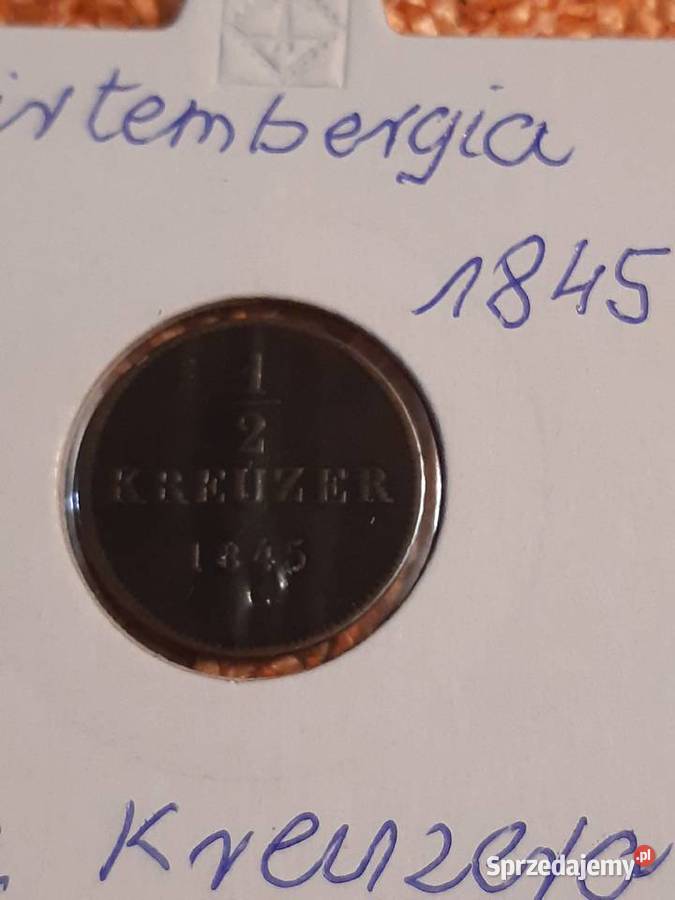 irtembergia
1845
1
2
KREUZER
1845
Kreuzera
Sprzedajemy.pl